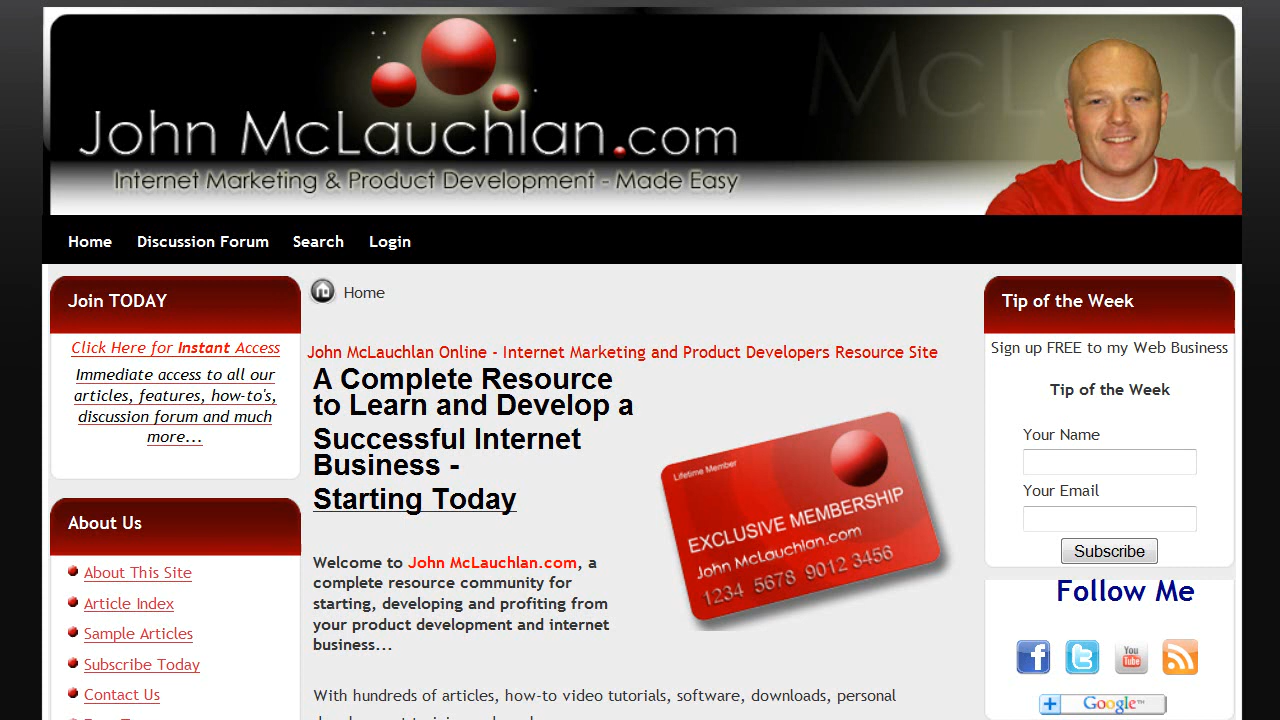 McLauc
John McLauchlan.com
Internet Marketing & Product Development - Made Easy
Home
Discussion Forum
Search
Login
Join TODAY
Click Here for Instant Access
Immediate access to all our
articles, features, how-to's,
discussion forum and much
more...
About Us
About This Site
Article Index
Sample Articles
Subscribe Today
Contact Us
Home
John McLauchlan Online - Internet Marketing and Product Developers Resource Site
A Complete Resource
to Learn and Develop a
Successful Internet
Business -
Starting Today
Lifetime Member
EXCLUSIVE MEMBERSHIP
John McLauchlan.com
1234 5678 9012 3456
Welcome to John McLauchlan.com, a
complete resource community for
starting, developing and profiting from
your product development and internet
business...
With hundreds of articles, how-to video tutorials, software, downloads, personal
Tip of the Week
Sign up FREE to my Web Business
Tip of the Week
Your Name
Your Email
Subscribe
Follow Me
You
Tube
Google™